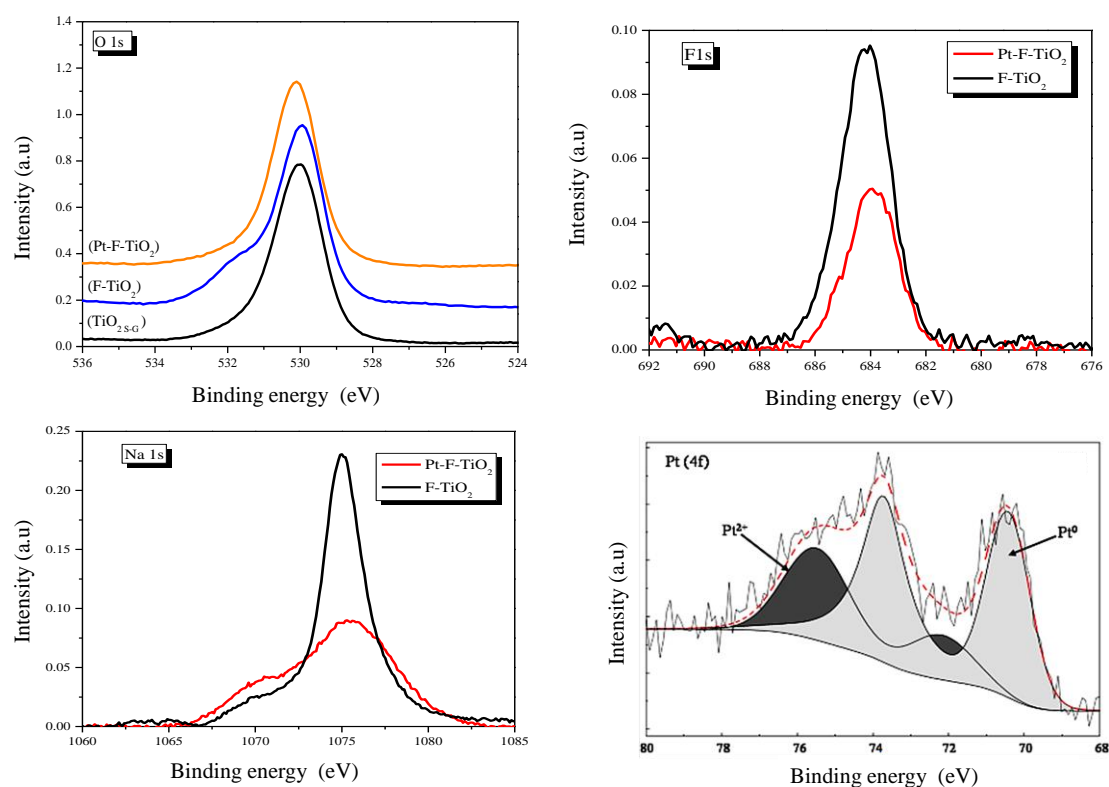 O 1s
Intensity (a.u)
1.4
1.2
1.0
0.8
0.6
0.4
0.2
0.0
(Pt-F-TiO₂)
(F-TiO₂)
(TiO₂ S-G)
536 534 532 530 528 526 524
Binding energy (eV)
F1s
Pt-F-TiO₂
F-TiO₂
Intensity (a.u)
0.10
0.08
0.06
0.04
0.02
0.00
692 690 688 686 684 682 680 678 676
Binding energy (eV)
Na 1s
Pt-F-TiO₂
F-TiO₂
Intensity (a.u)
0.25
0.20
0.15
0.10
0.05
0.00
1060 1065 1070 1075 1080 1085
Binding energy (eV)
Pt (4f)
Pt²⁺
Pt⁰
Intensity (a.u)
80 78 76 74 72 70 68
Binding energy (eV)